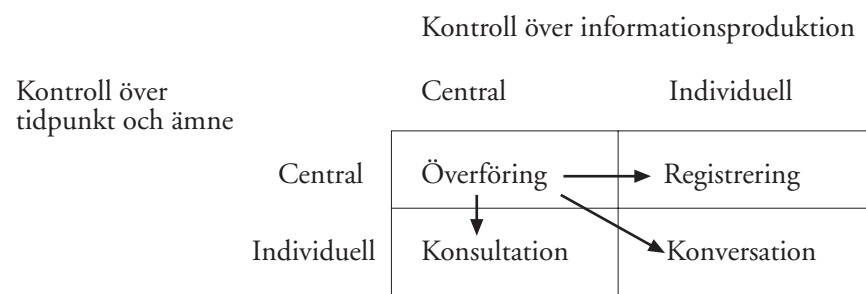 Kontroll över informationsproduktion
Kontroll över
tidpunkt och ämne
Central
Individuell
Central
Överföring
Registrering
Individuell
Konsultation
Konversation